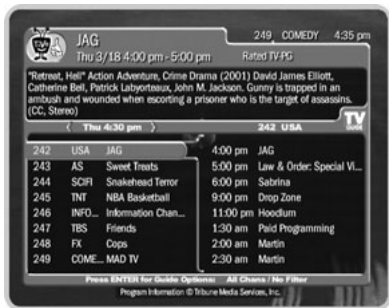 TiVo
JAG
249 COMEDY 4:35 pm
Thu 3/18 4:00 pm - 5:00 pm Rated TV-PG
"Retreat, Hell" Action Adventure, Crime Drama (2001) David James Elliott,
Catherine Bell, Patrick Labyorteaux, John M. Jackson. Gunny is trapped in an
ambush and wounded when escorting a prisoner who is the target of assassins.
(CC, Stereo)
TV GUIDE
Thu 4:30 pm 242 USA
242 USA JAG 4:00 pm JAG
243 AS Sweet Treats 5:00 pm Law & Order: Special Vi...
244 SCIFI Snakehead Terror 6:00 pm Sabrina
245 TNT NBA Basketball 9:00 pm Drop Zone
246 INFO... Information Chan... 11:00 pm Hoodlum
247 TBS Friends 1:30 am Paid Programming
248 FX Cops 2:00 am Martin
249 COME... MAD TV 2:30 am Martin
Press ENTER for Guide Options: All Chans / No Filter
Program Information © Tribune Media Services, Inc.